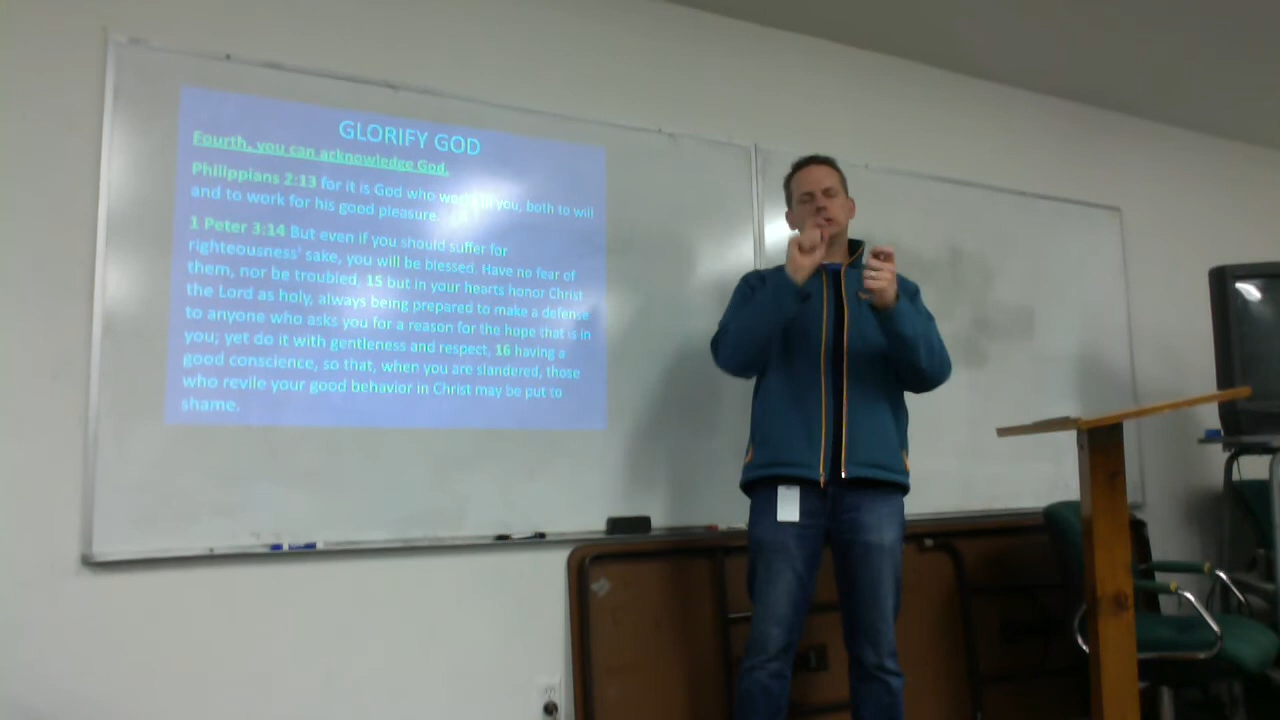 GLORIFY GOD
Fourth, you can acknowledge God.
Philippians 2:13 for it is God who works in you, both to will
and to work for his good pleasure.
1 Peter 3:14 But even if you should suffer for
righteousness' sake, you will be blessed. Have no fear of
them, nor be troubled, 15 but in your hearts honor Christ
the Lord as holy, always being prepared to make a defense
to anyone who asks you for a reason for the hope that is in
you; yet do it with gentleness and respect, 16 having a
good conscience, so that, when you are slandered, those
who revile your good behavior in Christ may be put to
shame.